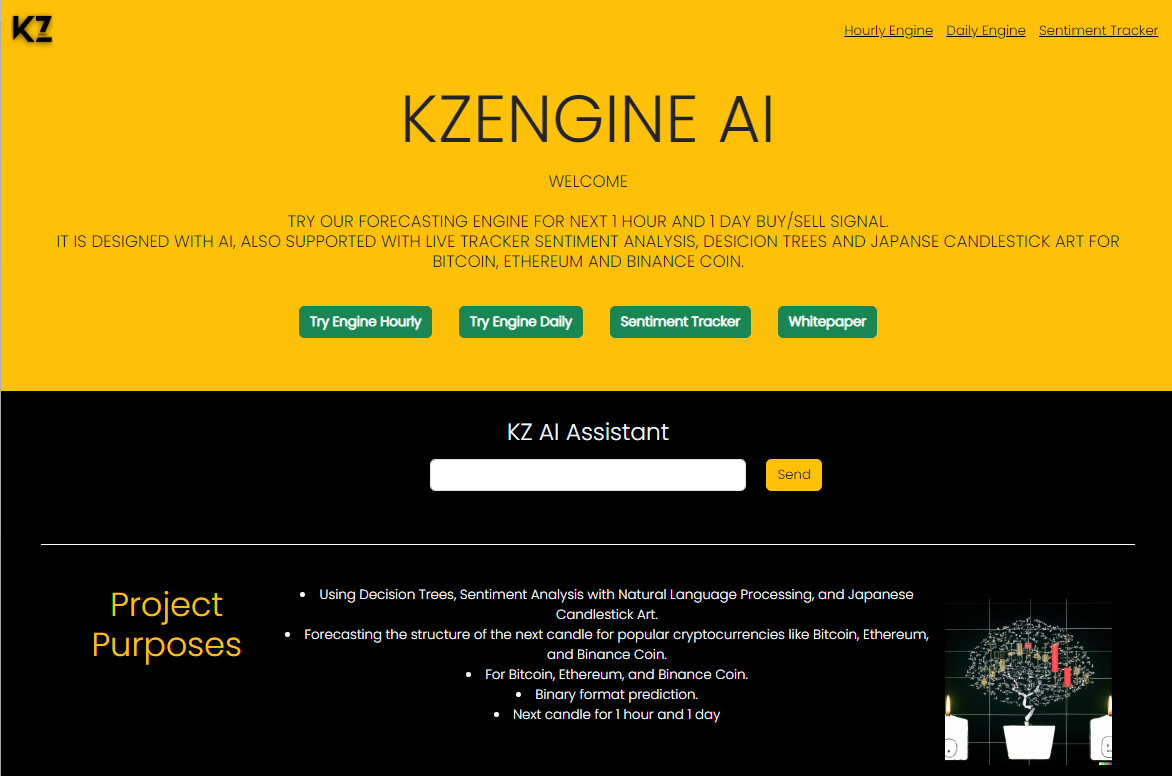 KZ
Hourly Engine Daily Engine Sentiment Tracker
KZENGINE AI
WELCOME
TRY OUR FORECASTING ENGINE FOR NEXT 1 HOUR AND 1 DAY BUY/SELL SIGNAL.
IT IS DESIGNED WITH AI, ALSO SUPPORTED WITH LIVE TRACKER SENTIMENT ANALYSIS, DESICION TREES AND JAPANSE CANDLESTICK ART FOR
BITCOIN, ETHEREUM AND BINANCE COIN.
Try Engine Hourly Try Engine Daily Sentiment Tracker Whitepaper
KZ AI Assistant
Send
Project
Purposes
• Using Decision Trees, Sentiment Analysis with Natural Language Processing, and Japanese
Candlestick Art.
• Forecasting the structure of the next candle for popular cryptocurrencies like Bitcoin, Ethereum,
and Binance Coin.
• For Bitcoin, Ethereum, and Binance Coin.
• Binary format prediction.
• Next candle for 1 hour and 1 day